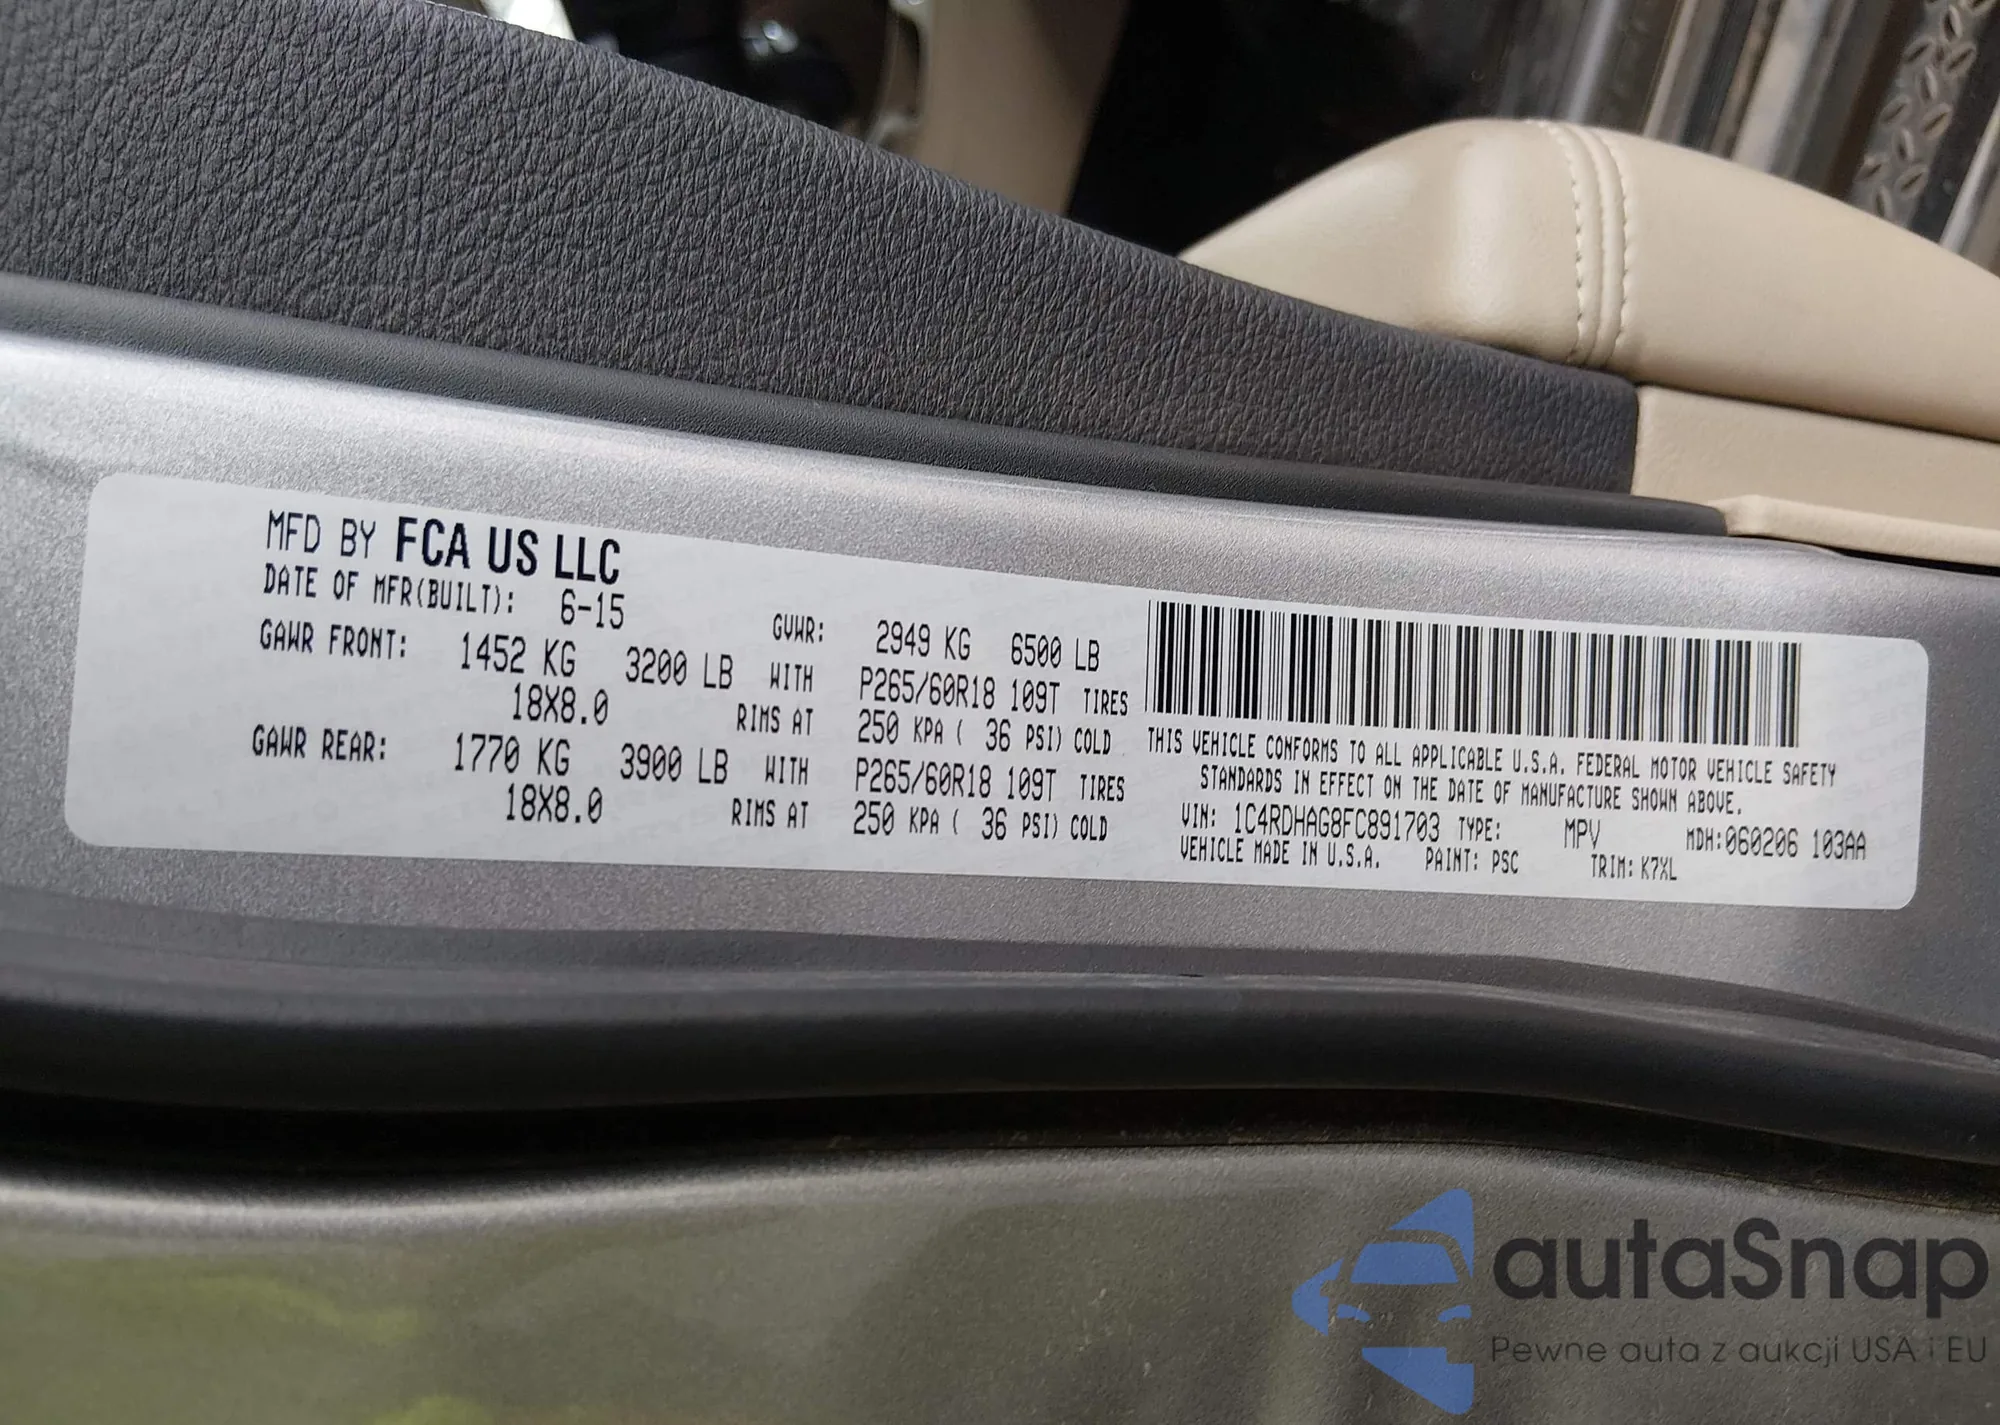 MFD BY FCA US LLC
DATE OF MFR(BUILT): 6-15
GVWR: 2949 KG 6500 LB
GAWR FRONT: 1452 KG 3200 LB WITH P265/60R18 109T TIRES
18X8.0 RIMS AT 250 KPA ( 36 PSI) COLD
GAWR REAR: 1770 KG 3900 LB WITH P265/60R18 109T TIRES
18X8.0 RIMS AT 250 KPA ( 36 PSI) COLD
THIS VEHICLE CONFORMS TO ALL APPLICABLE U.S.A. FEDERAL MOTOR VEHICLE SAFETY
STANDARDS IN EFFECT ON THE DATE OF MANUFACTURE SHOWN ABOVE.
VIN: 1C4RDHAG8FC891703 TYPE: MPV MDH:060206 103AA
VEHICLE MADE IN U.S.A. PAINT: PSC TRIM: K7XL
autaSnap
Pewne auta z aukcji USA i EU